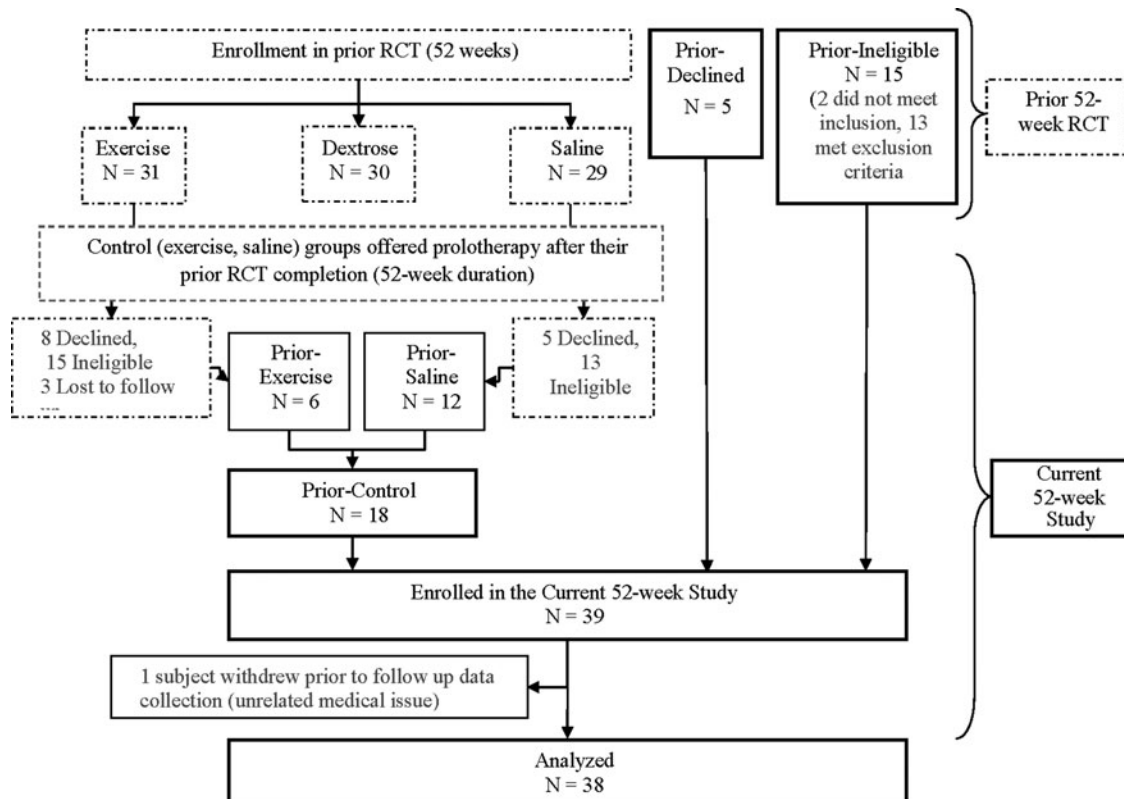 Enrollment in prior RCT (52 weeks)
Prior-
Declined
N = 5
Prior-Ineligible
N = 15
(2 did not meet
inclusion, 13
met exclusion
criteria
Prior 52-
week RCT
Exercise
N = 31
Dextrose
N = 30
Saline
N = 29
Control (exercise, saline) groups offered prolotherapy after their
prior RCT completion (52-week duration)
8 Declined,
15 Ineligible
3 Lost to follow
Prior-
Exercise
N = 6
Prior-
Saline
N = 12
5 Declined,
13
Ineligible
Prior-Control
N = 18
Current
52-week
Study
Enrolled in the Current 52-week Study
N = 39
1 subject withdrew prior to follow up data
collection (unrelated medical issue)
Analyzed
N = 38